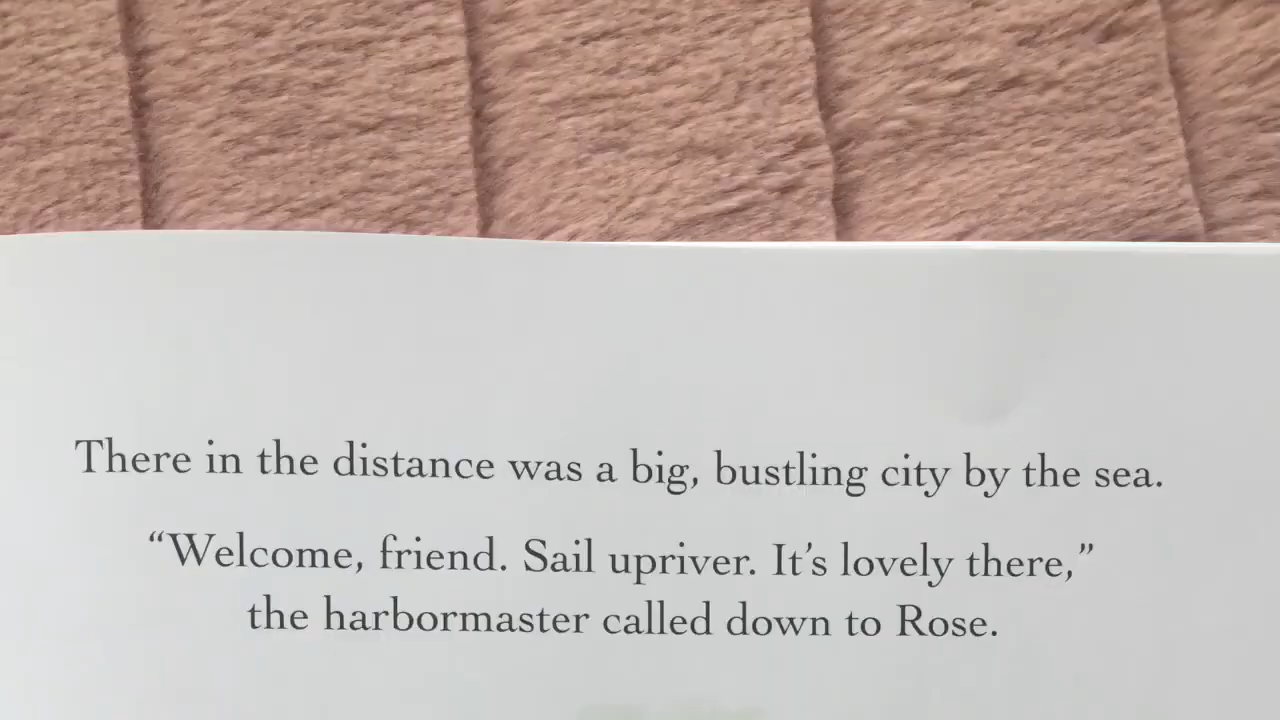 There in the distance was a big, bustling city by the sea.
“Welcome, friend. Sail upriver. It’s lovely there,”
the harbormaster called down to Rose.